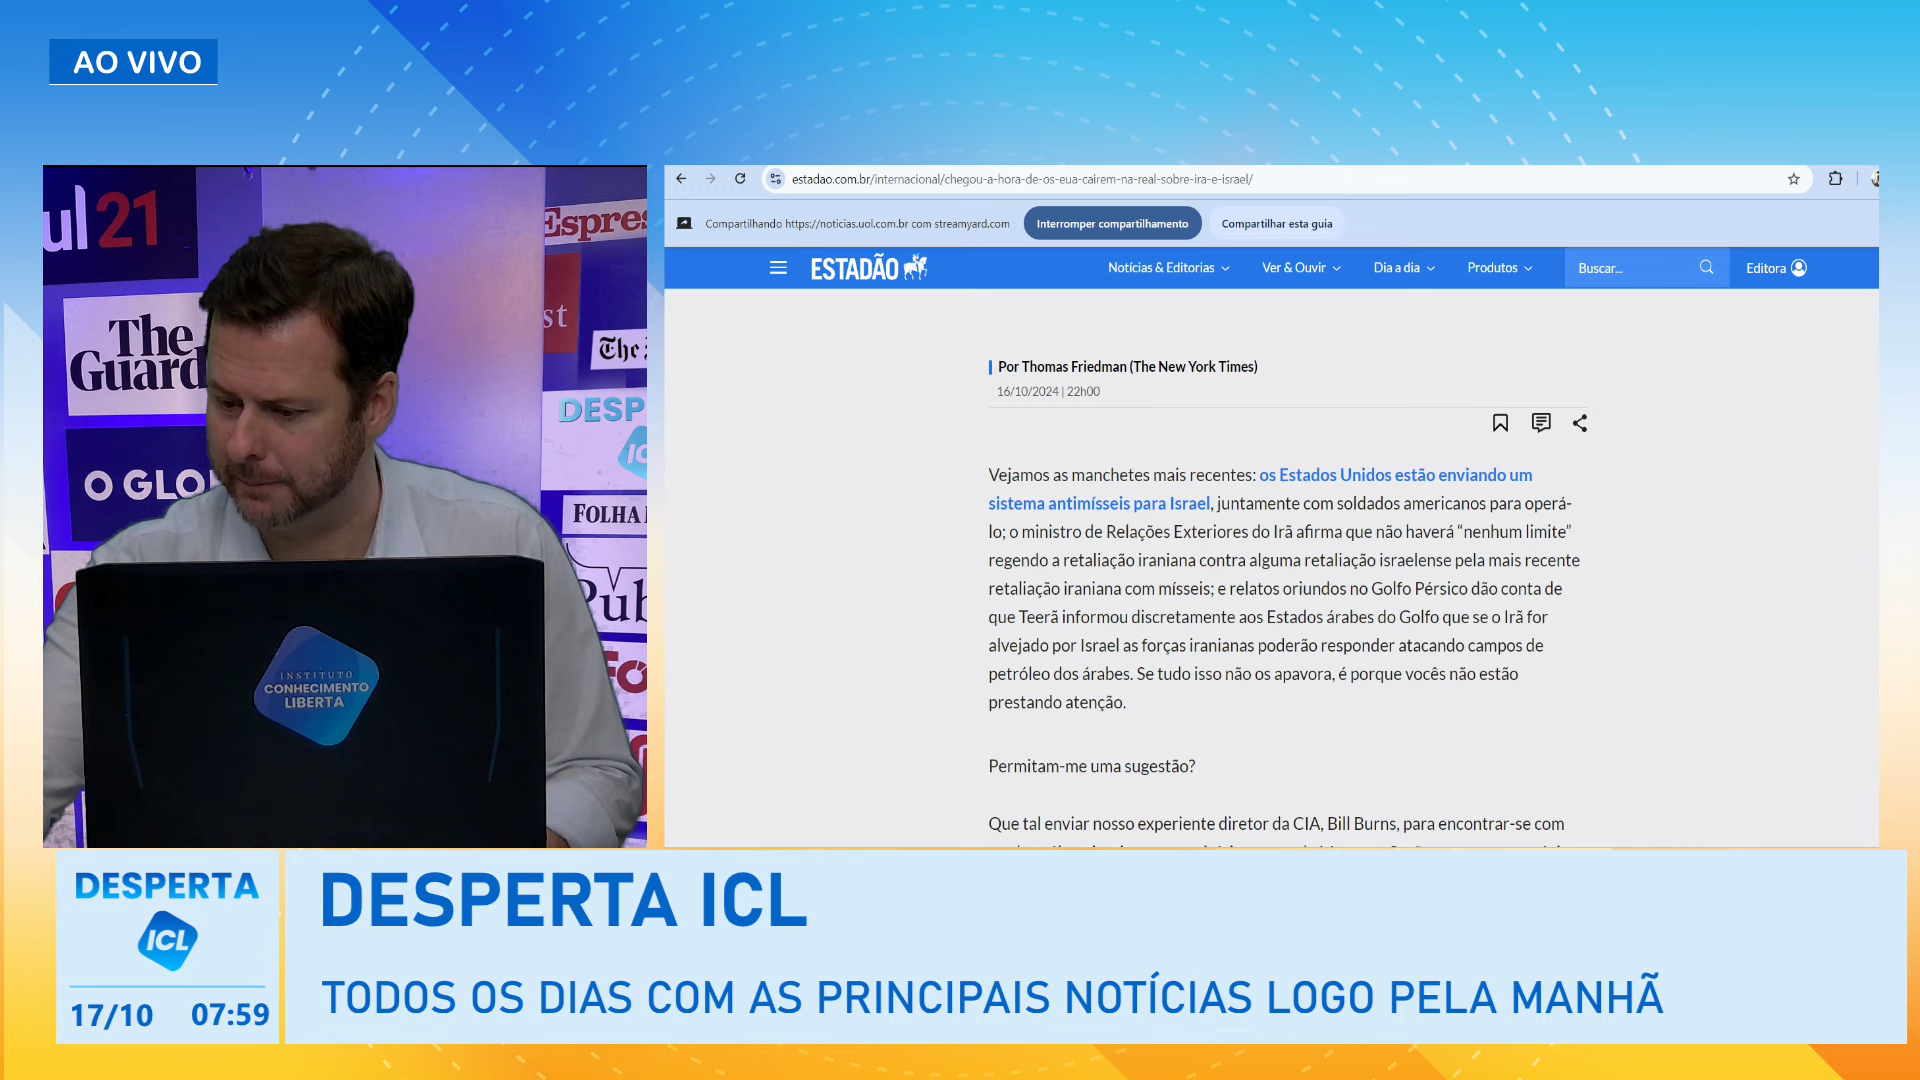 AO VIVO
ul 21
The
Guard
O GLO
Espres
st
The
DESP
IC
FOLHA
Pub
INSTITUTO
CONHECIMENTO
LIBERTA
estadao.com.br/internacional/chegou-a-hora-de-os-eua-cairem-na-real-sobre-ira-e-israel/
Compartilhando https://noticias.uol.com.br com streamyard.com
Interromper compartilhamento
Compartilhar esta guia
ESTADÃO
Notícias & Editorias
Ver & Ouvir
Dia a dia
Produtos
Buscar...
Editora
Por Thomas Friedman (The New York Times)
16/10/2024 | 22h00
Vejamos as manchetes mais recentes: os Estados Unidos estão enviando um
sistema antimísseis para Israel, juntamente com soldados americanos para operá-
lo; o ministro de Relações Exteriores do Irã afirma que não haverá “nenhum limite”
regendo a retaliação iraniana contra alguma retaliação israelense pela mais recente
retaliação iraniana com mísseis; e relatos oriundos no Golfo Pérsico dão conta de
que Teerã informou discretamente aos Estados árabes do Golfo que se o Irã for
alvejado por Israel as forças iranianas poderão responder atacando campos de
petróleo dos árabes. Se tudo isso não os apavora, é porque vocês não estão
prestando atenção.
Permitam-me uma sugestão?
Que tal enviar nosso experiente diretor da CIA, Bill Burns, para encontrar-se com
DESPERTA
ICL
17/10 07:59
DESPERTA ICL
TODOS OS DIAS COM AS PRINCIPAIS NOTÍCIAS LOGO PELA MANHÃ